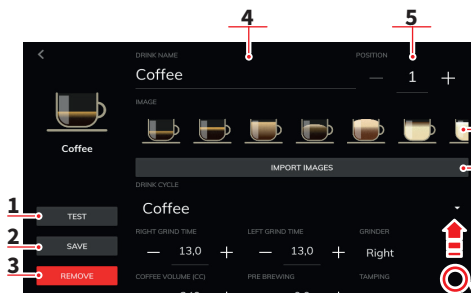 4 5
DRINK NAME POSITION
Coffee — 1 +
IMAGE
Coffee
IMPORT IMAGES
DRINK CYCLE
1 TEST Coffee
RIGHT GRIND TIME LEFT GRIND TIME GRINDER
2 SAVE — 13,0 + — 13,0 + Right
3 REMOVE COFFEE VOLUME (CC) PRE BREWING TAMPING